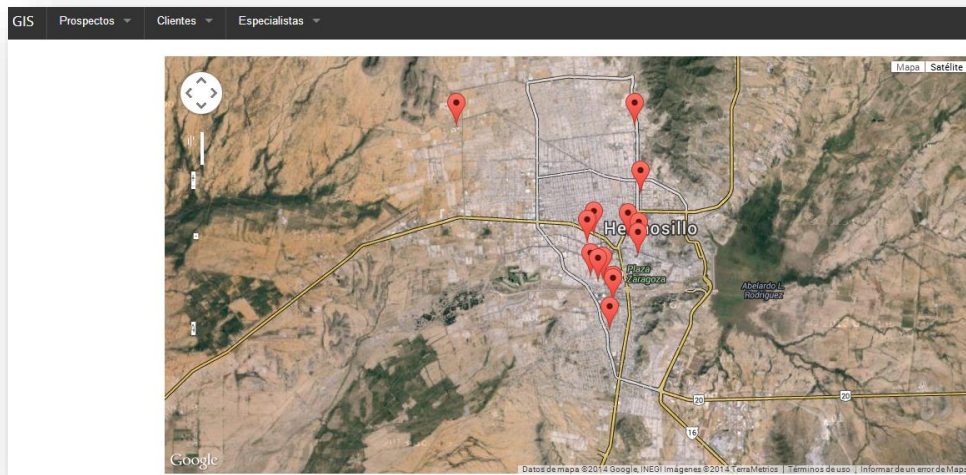 GIS Prospectos Clientes Especialistas
Mapa Satélite
Hermosillo
Plaza
Zaragoza
Abelardo L.
Rodriguez
20
20
16
Google
Datos de mapa ©2014 Google, INEGI Imágenes ©2014 TerraMetrics Términos de uso Informar de un error de Maps